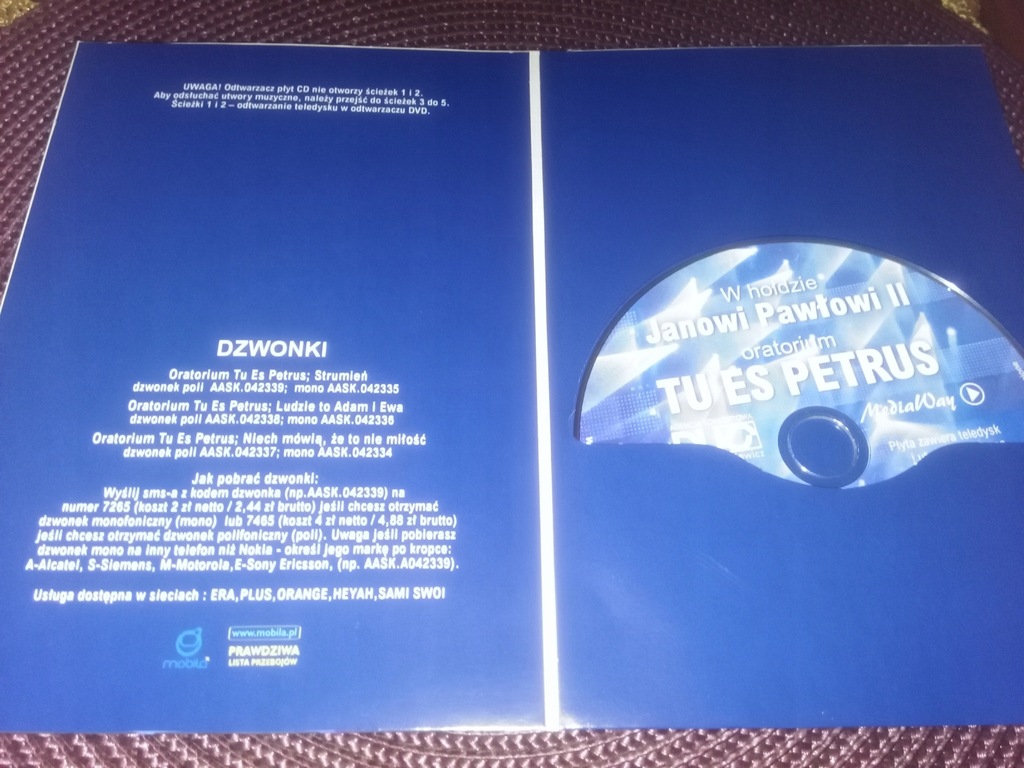 UWAGA! Odtwarzacz płyt CD nie otworzy ścieżek 1 i 2.
Aby odsłuchać utwory muzyczne, należy przejść do ścieżek 3 do 5.
Ścieżki 1 i 2 – odtwarzanie teledysku w odtwarzaczu DVD.
DZWONKI
Oratorium Tu Es Petrus; Strumień
dzwonek poli AASK.042339; mono AASK.042335
Oratorium Tu Es Petrus; Ludzie to Adam i Ewa
dzwonek poli AASK.042338; mono AASK.042336
Oratorium Tu Es Petrus; Niech mówią, że to nie miłość
dzwonek poli AASK.042337; mono AASK.042334
Jak pobrać dzwonki:
Wyślij sms-a z kodem dzwonka (np.AASK.042339) na
numer 7265 (koszt 2 zł netto / 2,44 zł brutto) jeśli chcesz otrzymać
dzwonek monofoniczny (mono) lub 7465 (koszt 4 zł netto / 4,88 zł brutto)
jeśli chcesz otrzymać dzwonek polifoniczny (poli). Uwaga jeśli pobierasz
dzwonek mono na inny telefon niż Nokia - określ jego markę po kropce:
A-Alcatel, S-Siemens, M-Motorola,E-Sony Ericsson, (np. AASK.A042339).
Usługa dostępna w sieciach : ERA,PLUS,ORANGE,HEYAH,SAMI SWOI
mobila
www.mobila.pl
PRAWDZIWA
LISTA PRZEBOJÓW
W hołdzie
Janowi Pawłowi II
oratorium
TU ES PETRUS
MediaWay
Płyta zawiera teledysk